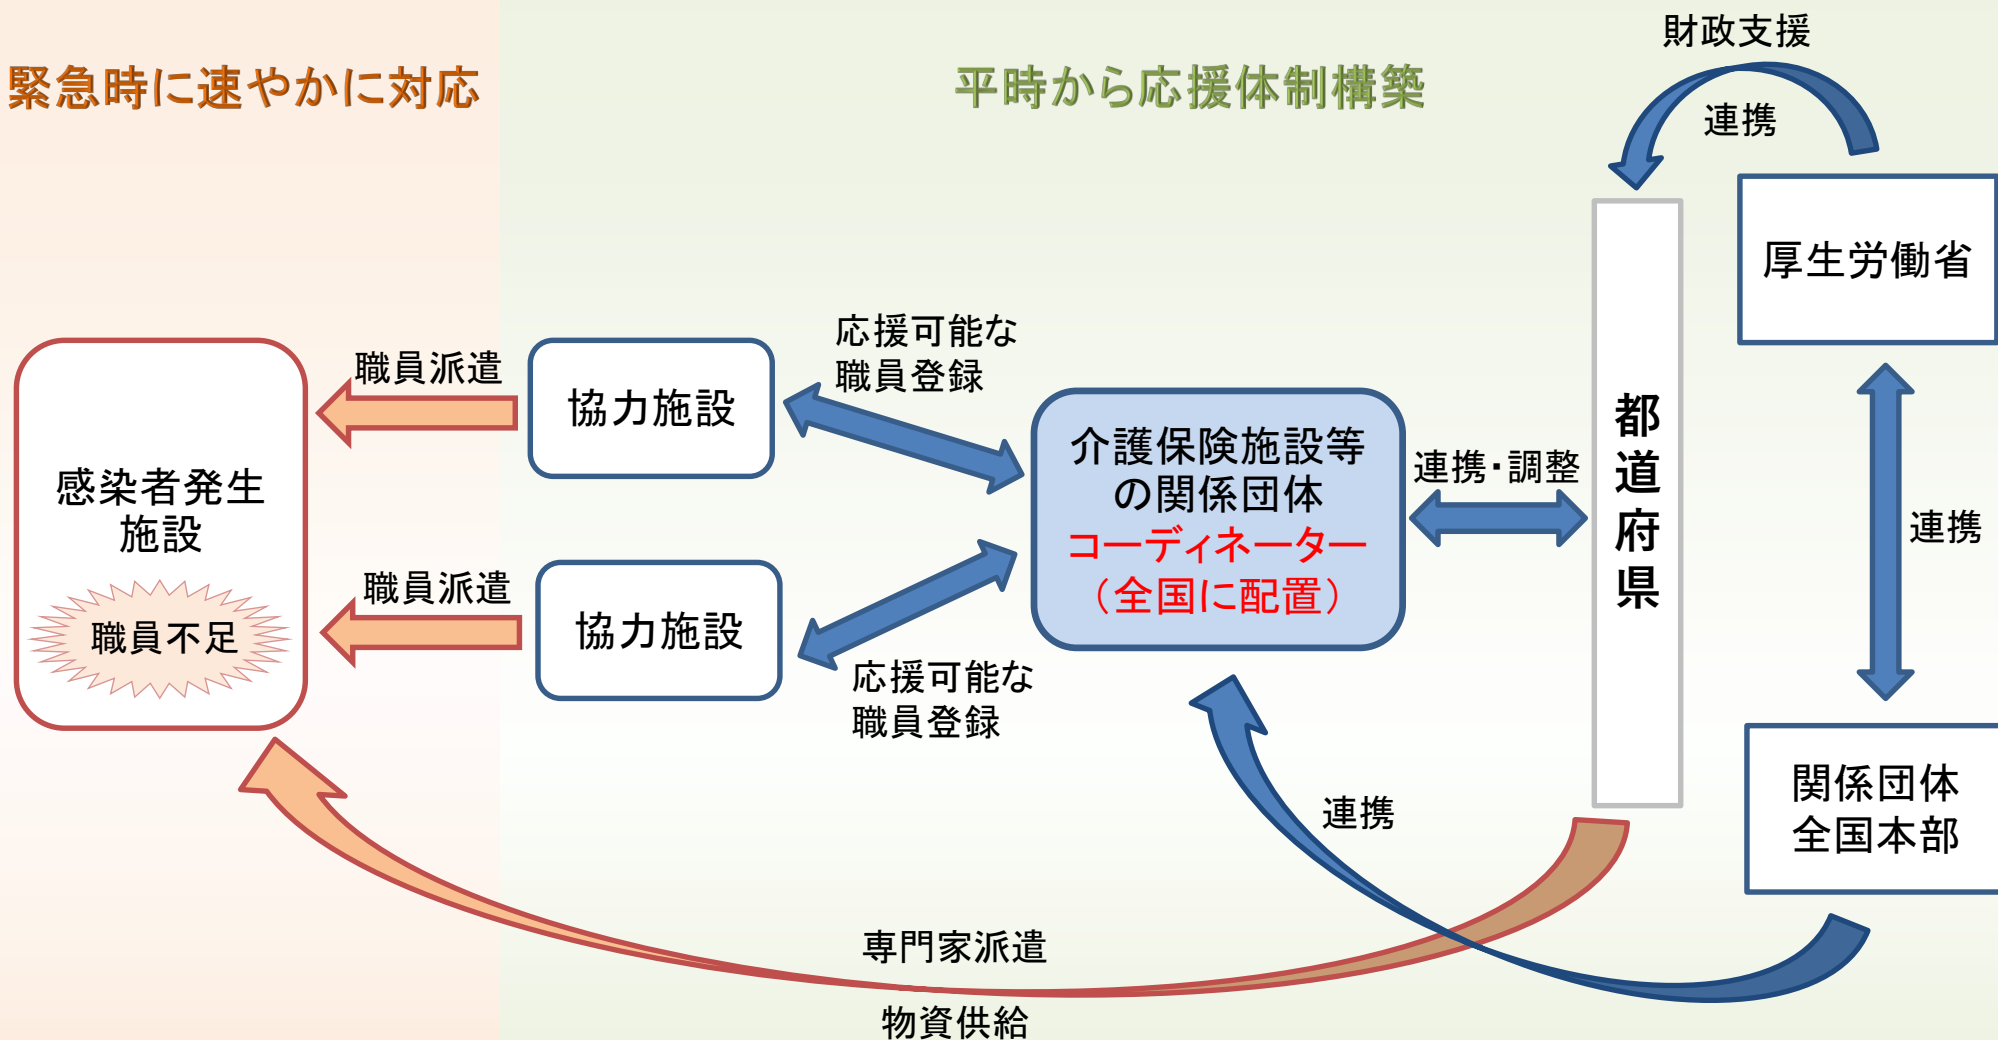 財政支援
緊急時に速やかに対応
平時から応援体制構築
連携
厚生労働省
応援可能な
職員登録
職員派遣
協力施設
都道府県
介護保険施設等
の関係団体
コーディネーター
（全国に配置）
連携・調整
感染者発生
施設
職員不足
連携
職員派遣
協力施設
応援可能な
職員登録
関係団体
全国本部
連携
専門家派遣
物資供給